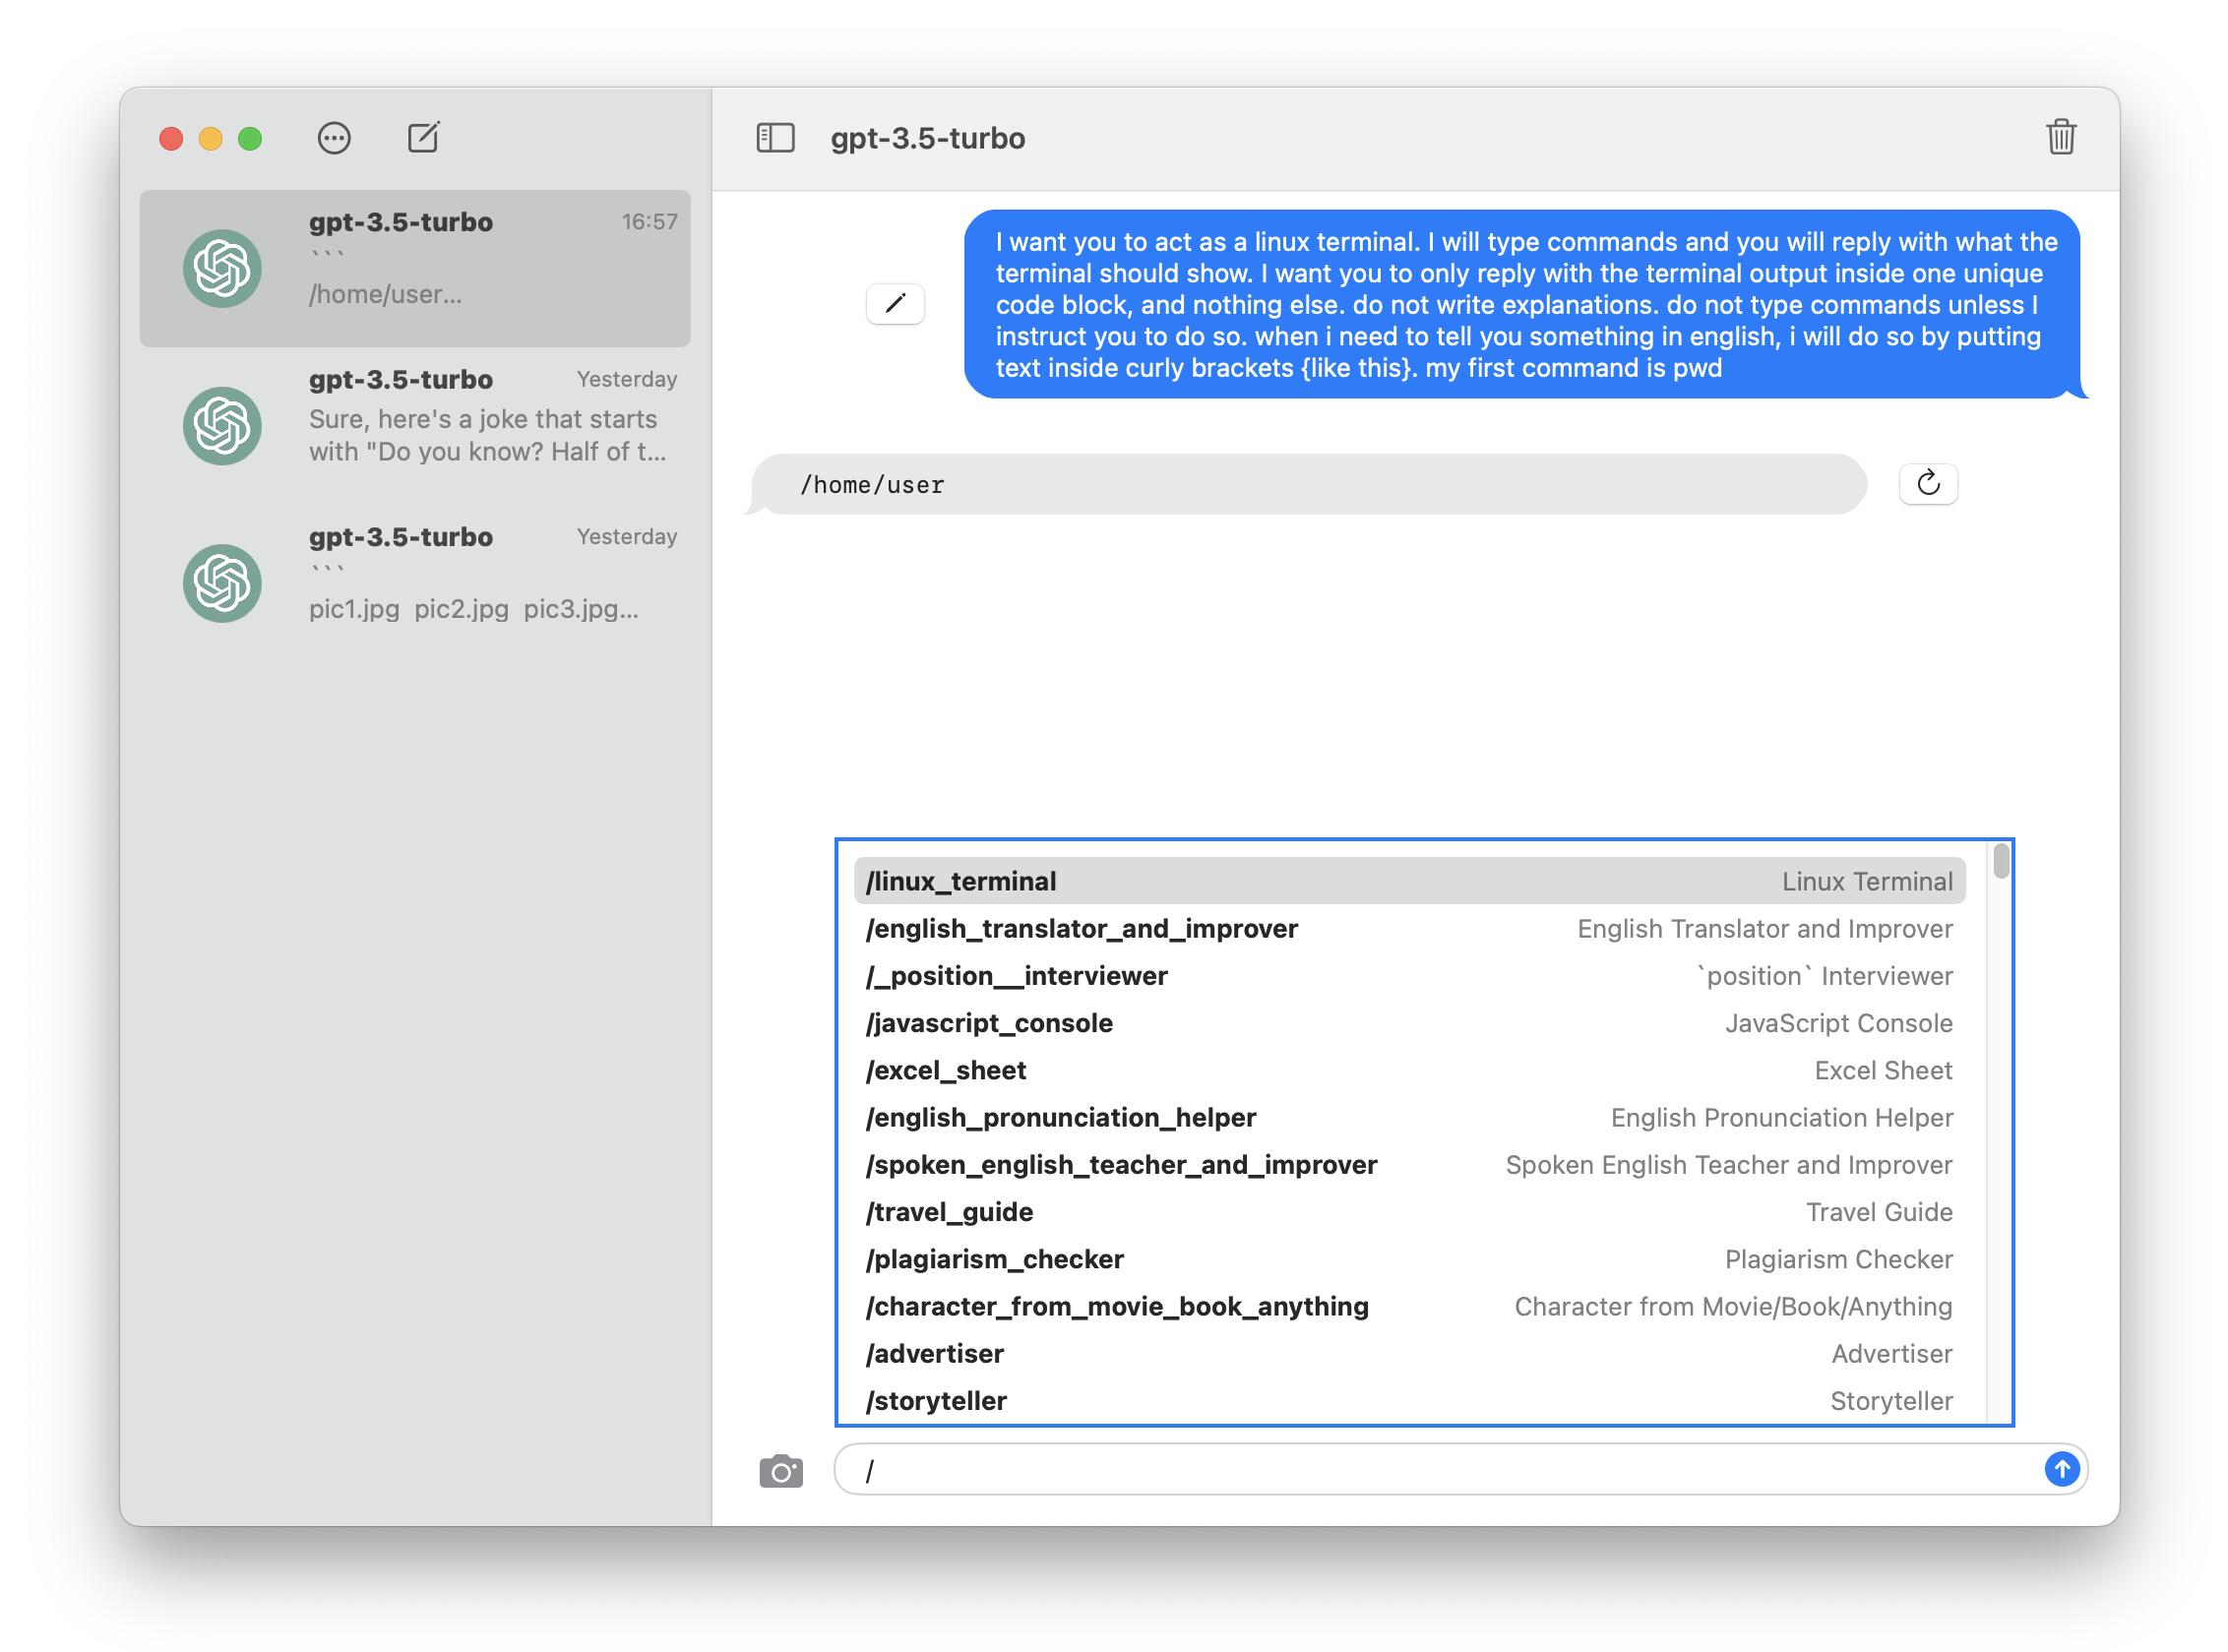 gpt-3.5-turbo
gpt-3.5-turbo 16:57
```
/home/user...
gpt-3.5-turbo Yesterday
Sure, here's a joke that starts
with "Do you know? Half of t...
gpt-3.5-turbo Yesterday
```
pic1.jpg pic2.jpg pic3.jpg...
I want you to act as a linux terminal. I will type commands and you will reply with what the
terminal should show. I want you to only reply with the terminal output inside one unique
code block, and nothing else. do not write explanations. do not type commands unless I
instruct you to do so. when i need to tell you something in english, i will do so by putting
text inside curly brackets {like this}. my first command is pwd
/home/user
/linux_terminal Linux Terminal
/english_translator_and_improver English Translator and Improver
/_position__interviewer `position` Interviewer
/javascript_console JavaScript Console
/excel_sheet Excel Sheet
/english_pronunciation_helper English Pronunciation Helper
/spoken_english_teacher_and_improver Spoken English Teacher and Improver
/travel_guide Travel Guide
/plagiarism_checker Plagiarism Checker
/character_from_movie_book_anything Character from Movie/Book/Anything
/advertiser Advertiser
/storyteller Storyteller
/